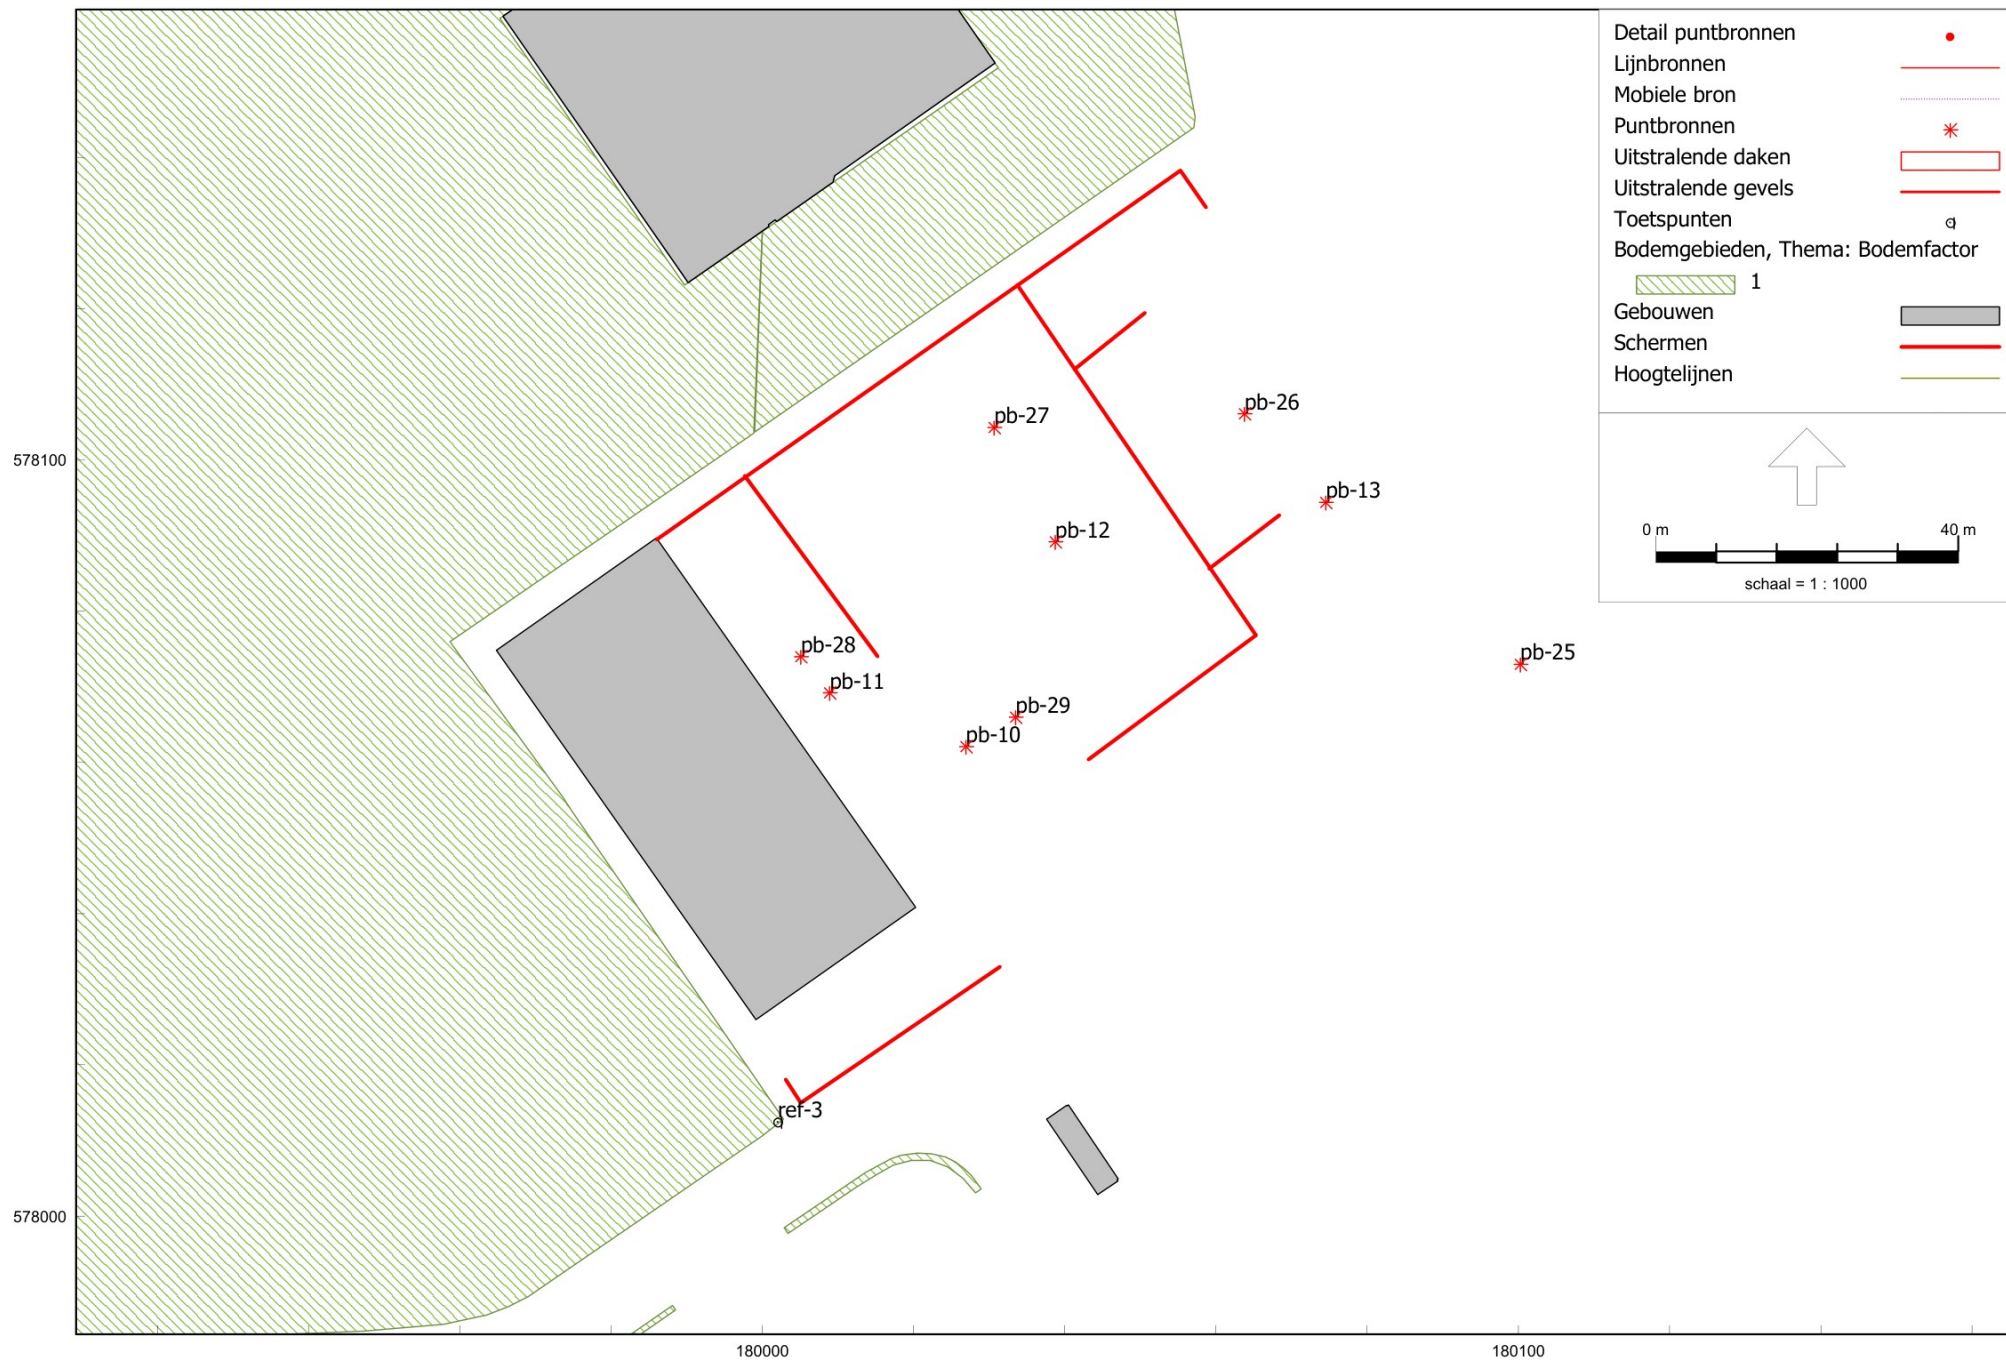 Detail puntbronnen
Lijnbronnen
Mobiele bron
Puntbronnen
Uitstralende daken
Uitstralende gevels
Toetspunten
Bodemgebieden, Thema: Bodemfactor
1
Gebouwen
Schermen
Hoogtelijnen
0 m 40 m
schaal = 1 : 1000
pb-26
pb-27
578100
pb-13
pb-12
pb-28
pb-25
pb-11
pb-29
pb-10
ref-3
578000
180000 180100